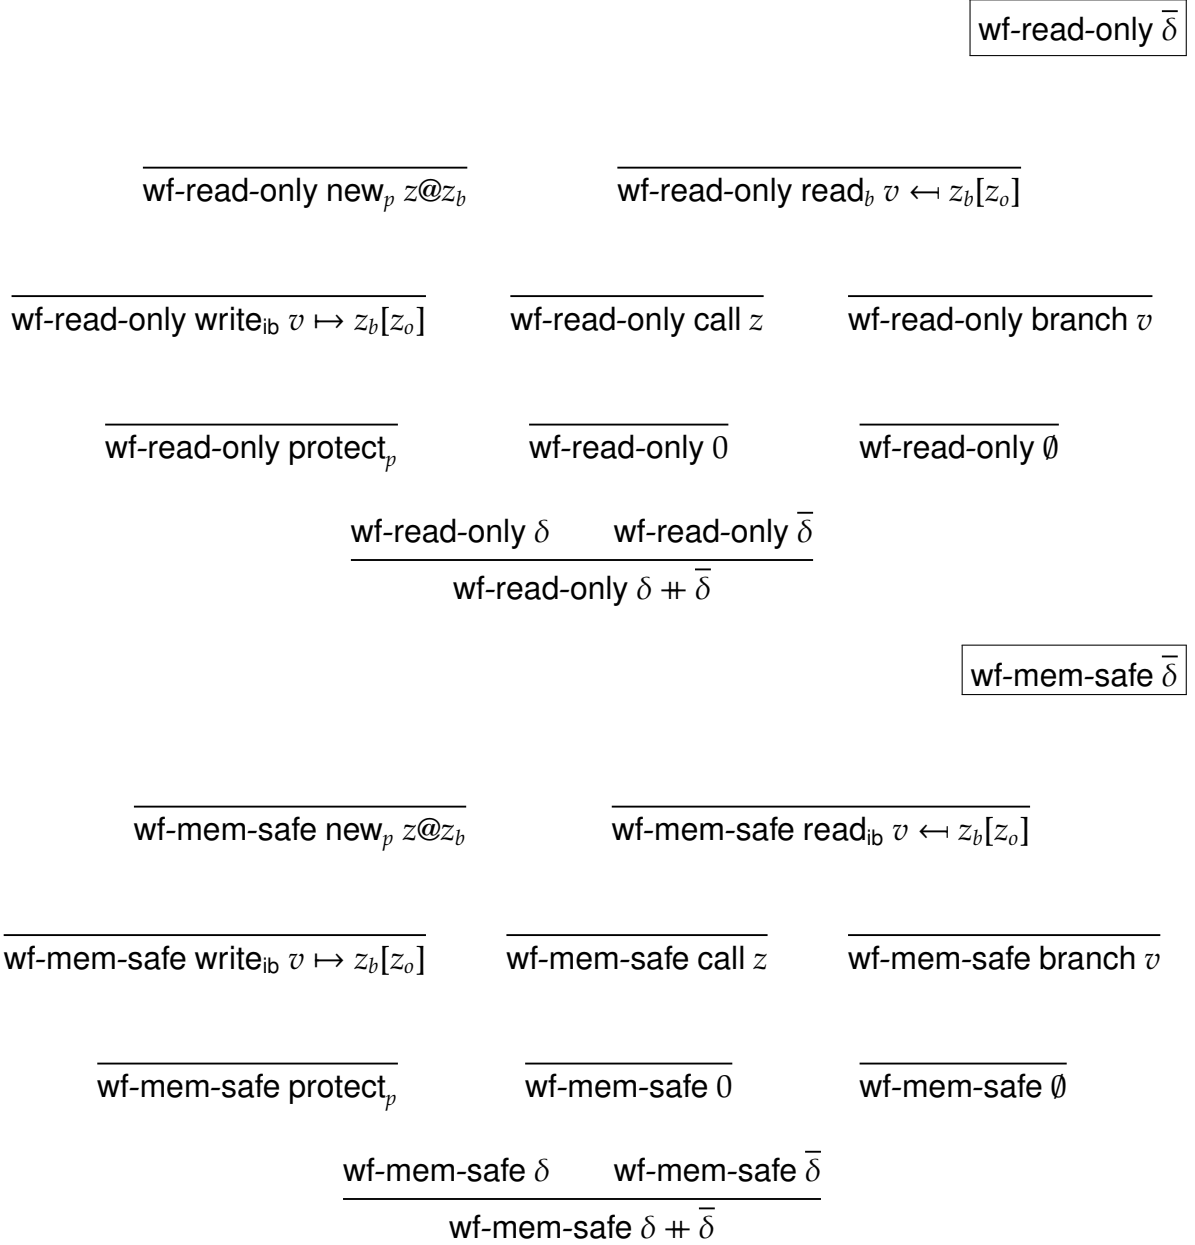 wf-read-only δ̅
wf-read-only newₚ z@z_b    wf-read-only read_b v ↤ z_b[z_o]
wf-read-only write_ib v ↦ z_b[z_o]    wf-read-only call z    wf-read-only branch v
wf-read-only protectₚ    wf-read-only 0    wf-read-only ∅
wf-read-only δ    wf-read-only δ̅
wf-read-only δ ⧺ δ̅
wf-mem-safe δ̅
wf-mem-safe newₚ z@z_b    wf-mem-safe read_ib v ↤ z_b[z_o]
wf-mem-safe write_ib v ↦ z_b[z_o]    wf-mem-safe call z    wf-mem-safe branch v
wf-mem-safe protectₚ    wf-mem-safe 0    wf-mem-safe ∅
wf-mem-safe δ    wf-mem-safe δ̅
wf-mem-safe δ ⧺ δ̅